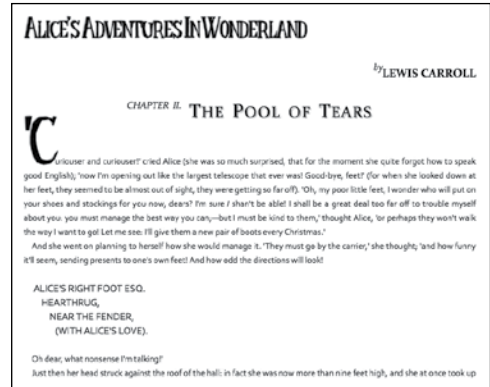 ALICE'S ADVENTURES IN WONDERLAND
by LEWIS CARROLL
CHAPTER II. THE POOL OF TEARS
'Curiouser and curiouser!' cried Alice (she was so much surprised, that for the moment she quite forgot how to speak
good English); 'now I'm opening out like the largest telescope that ever was! Good-bye, feet!' (for when she looked down at
her feet, they seemed to be almost out of sight, they were getting so far off). 'Oh, my poor little feet, I wonder who will put on
your shoes and stockings for you now, dears? I'm sure I shan't be able! I shall be a great deal too far off to trouble myself
about you: you must manage the best way you can;—but I must be kind to them,' thought Alice, 'or perhaps they won't walk
the way I want to go! Let me see: I'll give them a new pair of boots every Christmas.'
And she went on planning to herself how she would manage it. 'They must go by the carrier,' she thought; 'and how funny
it'll seem, sending presents to one's own feet! And how odd the directions will look!
ALICE'S RIGHT FOOT ESQ.
HEARTHRUG,
NEAR THE FENDER,
(WITH ALICE'S LOVE).
Oh dear, what nonsense I'm talking!'
Just then her head struck against the roof of the hall: in fact she was now more than nine feet high, and she at once took up